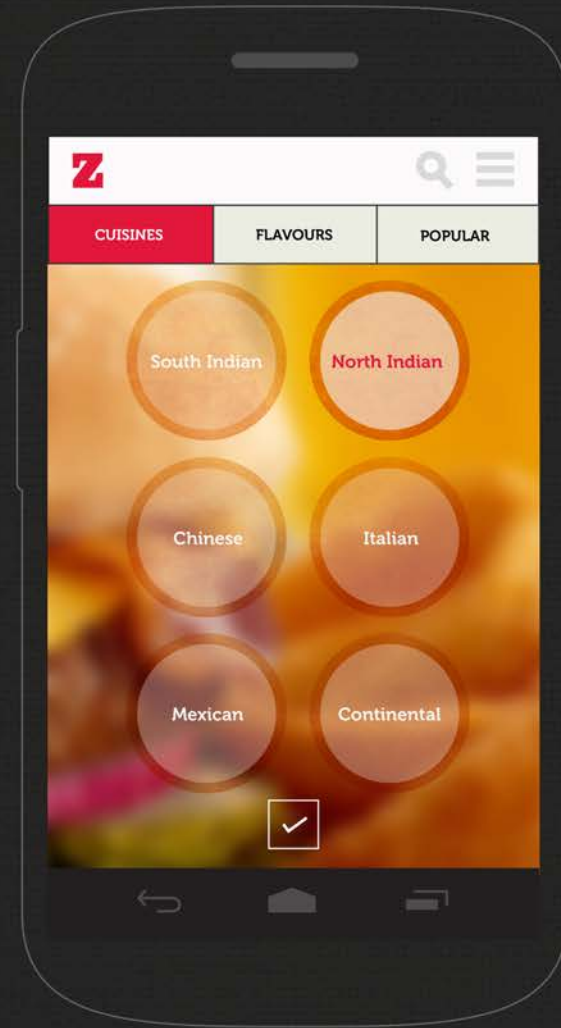 Z
CUISINES FLAVOURS POPULAR
South Indian North Indian
Chinese Italian
Mexican Continental